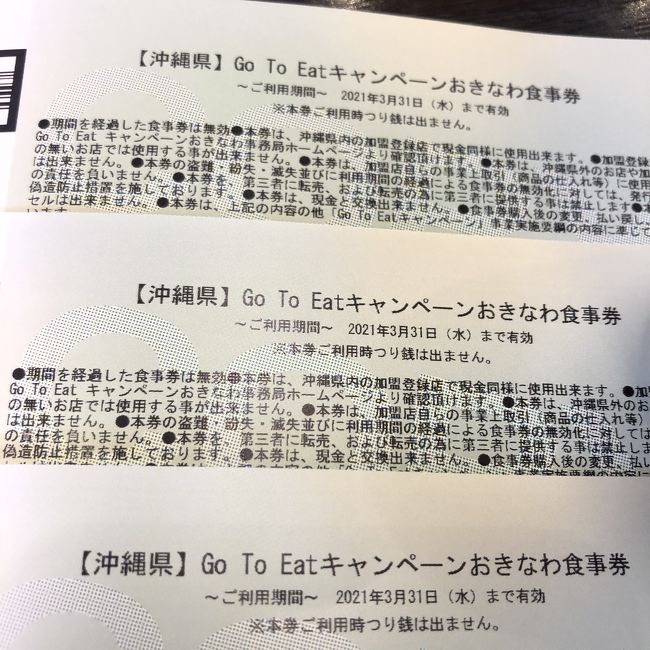 【沖縄県】Go To Eatキャンペーンおきなわ食事券
～ご利用期間～ 2021年3月31日（水）まで有効
※本券ご利用時つり銭は出ません。
●期間を経過した食事券は無効●本券は、沖縄県内の加盟登録店で現金同様に使用出来ます。●加盟登録
Go To Eat キャンペーンおきなわ事務局ホームページより確認頂けます。●本券は、沖縄県外のお店や加
の無いお店では使用する事が出来ません。●本券は、加盟店自らの事業上取引（商品の仕入れ等）に使用
は出来ません。●本券の盗難・紛失・滅失並びに利用期間の経過による食事券の無効化に対しては、発行
の責任を負いません。●本券を、第三者に転売、および転売の為に第三者に提供する事は禁止します●
偽造防止措置を施しております。●本券は、現金と交換出来ません。●食事券購入後の変更、払い戻し
セルは出来ません。●本券は、上記の内容の他「Go To Eatキャンペーン」事業実施要綱の内容に準じて
います。
【沖縄県】Go To Eatキャンペーンおきなわ食事券
～ご利用期間～ 2021年3月31日（水）まで有効
※本券ご利用時つり銭は出ません。
●期間を経過した食事券は無効●本券は、沖縄県内の加盟登録店で現金同様に使用出来ます。●加
Go To Eat キャンペーンおきなわ事務局ホームページより確認頂けます。●本券は、沖縄県外のお
の無いお店では使用する事が出来ません。●本券は、加盟店自らの事業上取引（商品の仕入れ等）
は出来ません。●本券の盗難・紛失・滅失並びに利用期間の経過による食事券の無効化に対しては
の責任を負いません。●本券を、第三者に転売、および転売の為に第三者に提供する事は禁止しま
偽造防止措置を施しております。●本券は、現金と交換出来ません。●食事券購入後の変更、払い
【沖縄県】Go To Eatキャンペーンおきなわ食事券
～ご利用期間～ 2021年3月31日（水）まで有効
※本券ご利用時つり銭は出ません。